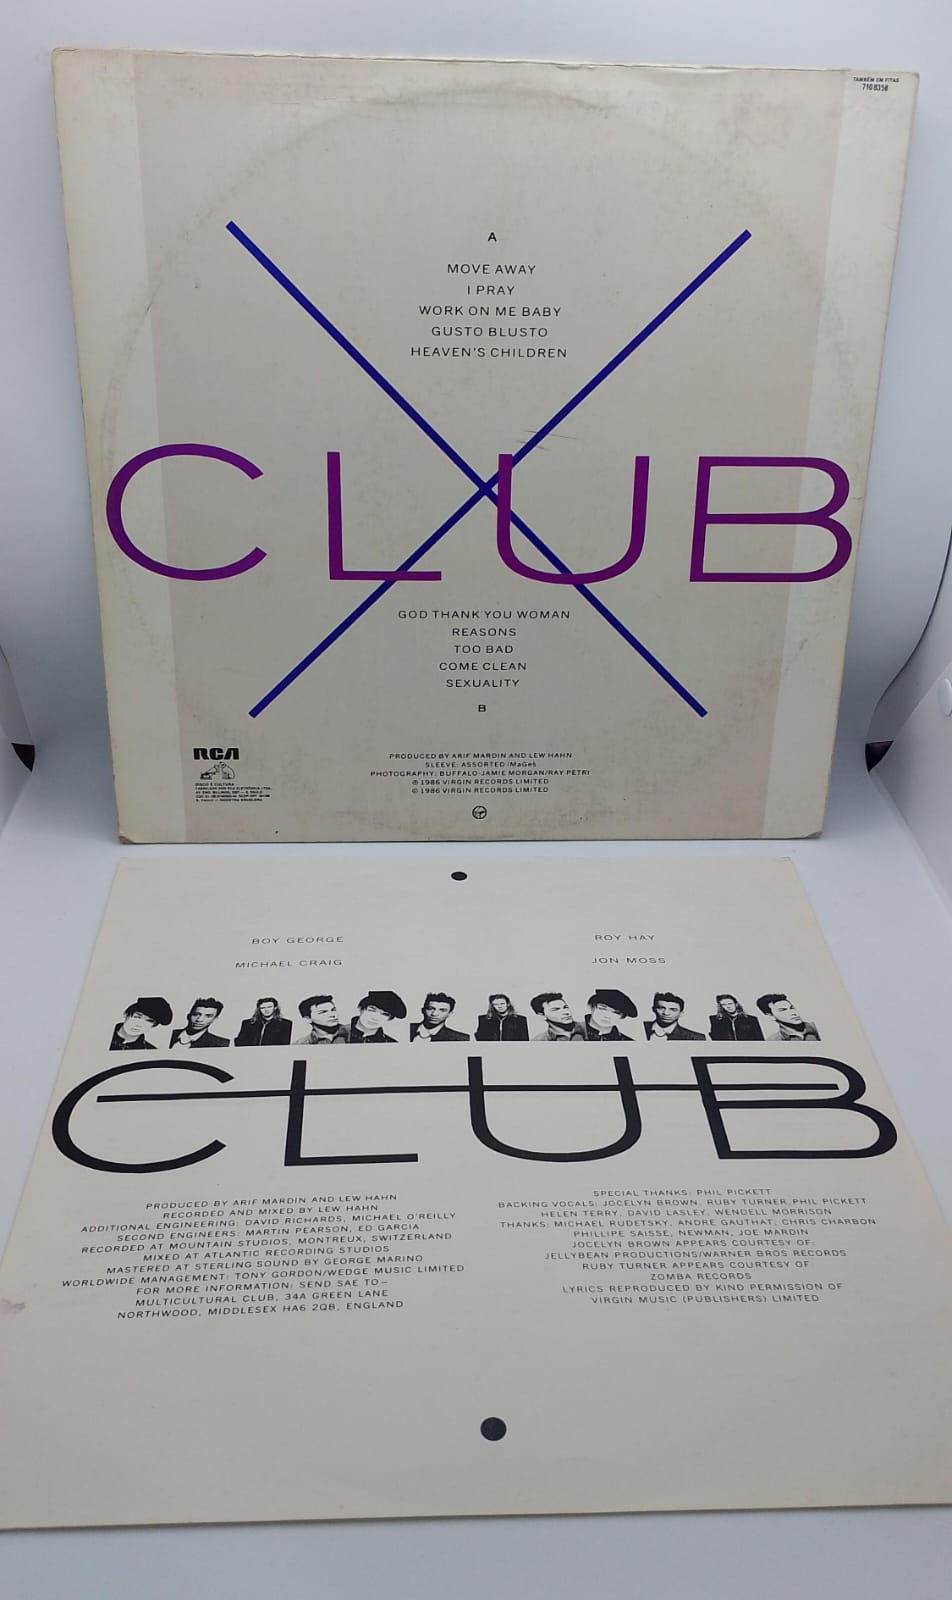 TAMBÉM EM FITAS
710 8358
A
MOVE AWAY
I PRAY
WORK ON ME BABY
GUSTO BLUSTO
HEAVEN'S CHILDREN
CLUB
GOD THANK YOU WOMAN
REASONS
TOO BAD
COME CLEAN
SEXUALITY
B
RCA
DISCO É CULTURA
PRODUCED BY ARIF MARDIN AND LEW HAHN
SLEEVE: ASSORTED iMaGeS
PHOTOGRAPHY: BUFFALO-JAMIE MORGAN/RAY PETRI
℗ 1986 VIRGIN RECORDS LIMITED
© 1986 VIRGIN RECORDS LIMITED
BOY GEORGE
ROY HAY
MICHAEL CRAIG
JON MOSS
CLUB
PRODUCED BY ARIF MARDIN AND LEW HAHN
RECORDED AND MIXED BY LEW HAHN
ADDITIONAL ENGINEERING: DAVID RICHARDS, MICHAEL O'REILLY
SECOND ENGINEERS: MARTIN PEARSON, ED GARCIA
RECORDED AT MOUNTAIN STUDIOS, MONTREUX, SWITZERLAND
MIXED AT ATLANTIC RECORDING STUDIOS
MASTERED AT STERLING SOUND BY GEORGE MARINO
WORLDWIDE MANAGEMENT: TONY GORDON/WEDGE MUSIC LIMITED
FOR MORE INFORMATION: SEND SAE TO—
MULTICULTURAL CLUB, 34A GREEN LANE
NORTHWOOD, MIDDLESEX HA6 2QB, ENGLAND
SPECIAL THANKS: PHIL PICKETT
BACKING VOCALS: JOCELYN BROWN, RUBY TURNER, PHIL PICKETT
HELEN TERRY, DAVID LASLEY, WENDELL MORRISON
THANKS: MICHAEL RUDETSKY, ANDRE GAUTHAT, CHRIS CHARBON
PHILLIPE SAISSE, NEWMAN, JOE MARDIN
JOCELYN BROWN APPEARS COURTESY OF:
JELLYBEAN PRODUCTIONS/WARNER BROS RECORDS
RUBY TURNER APPEARS COURTESY OF:
ZOMBA RECORDS
LYRICS REPRODUCED BY KIND PERMISSION OF
VIRGIN MUSIC (PUBLISHERS) LIMITED